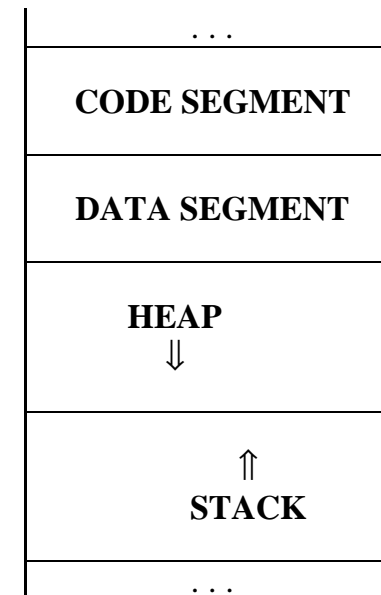 . . .
CODE SEGMENT
DATA SEGMENT
HEAP
⇓
⇑
STACK
. . .